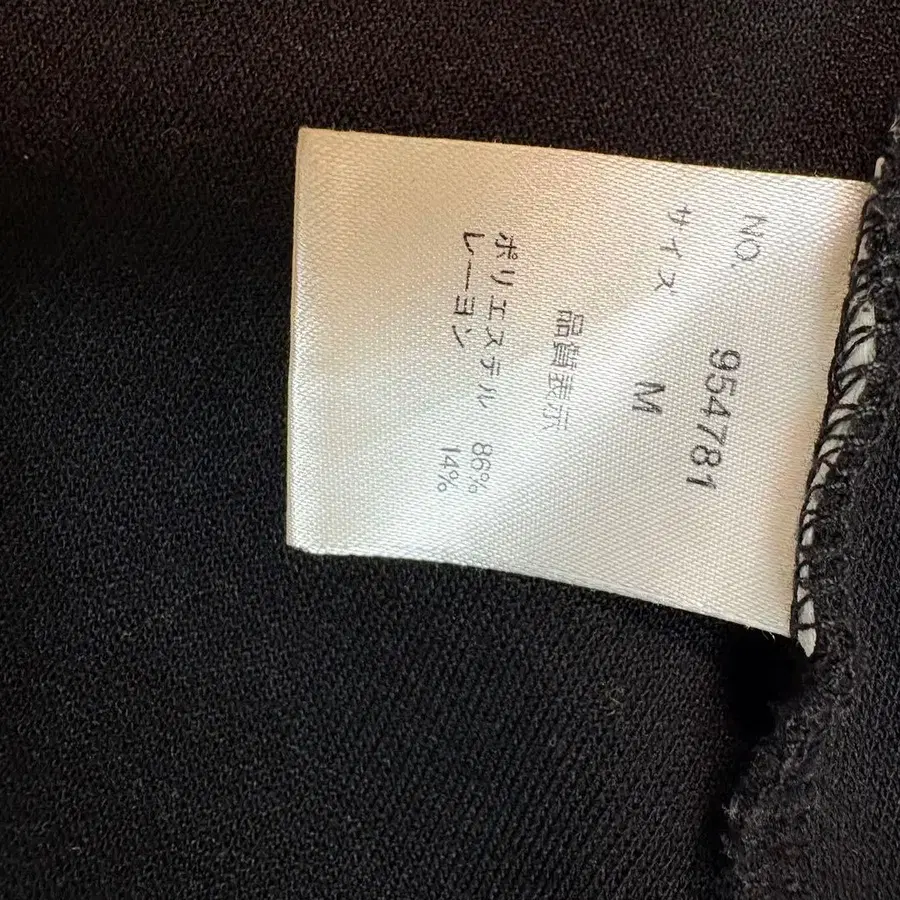 NO 954781
サイズ M
品質表示
ポリエステル 86%
レーヨン 14%